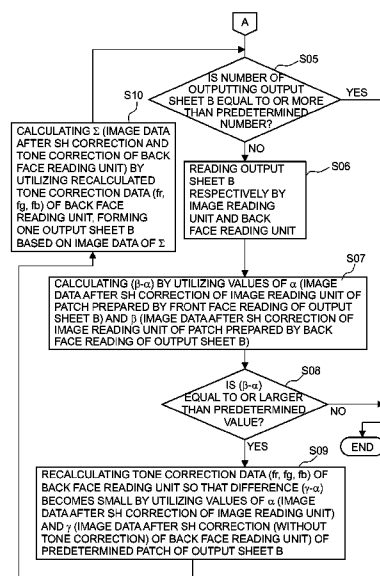 A
S05
IS NUMBER OF
OUTPUTTING OUTPUT
SHEET B EQUAL TO OR MORE
THAN PREDETERMINED
NUMBER?
YES
NO
S10
CALCULATING Σ (IMAGE DATA
AFTER SH CORRECTION AND
TONE CORRECTION OF BACK
FACE READING UNIT) BY
UTILIZING RECALCULATED
TONE CORRECTION DATA (fr,
fg, fb) OF BACK FACE
READING UNIT, FORMING
ONE OUTPUT SHEET B
BASED ON IMAGE DATA OF Σ
S06
READING OUTPUT
SHEET B
RESPECTIVELY BY
IMAGE READING
UNIT AND BACK
FACE READING UNIT
S07
CALCULATING (β-α) BY UTILIZING VALUES OF α (IMAGE
DATA AFTER SH CORRECTION OF IMAGE READING UNIT OF
PATCH PREPARED BY FRONT FACE READING OF OUTPUT
SHEET B) AND β (IMAGE DATA AFTER SH CORRECTION OF
IMAGE READING UNIT OF PATCH PREPARED BY BACK
FACE READING OF OUTPUT SHEET B)
S08
IS (β-α)
EQUAL TO OR LARGER
THAN PREDETERMINED
VALUE?
NO
YES
END
S09
RECALCULATING TONE CORRECTION DATA (fr, fg, fb) OF
BACK FACE READING UNIT SO THAT DIFFERENCE (γ-α)
BECOMES SMALL BY UTILIZING VALUES OF α (IMAGE
DATA AFTER SH CORRECTION OF IMAGE READING UNIT)
AND γ (IMAGE DATA AFTER SH CORRECTION (WITHOUT
TONE CORRECTION) OF BACK FACE READING UNIT) OF
PREDETERMINED PATCH OF OUTPUT SHEET B